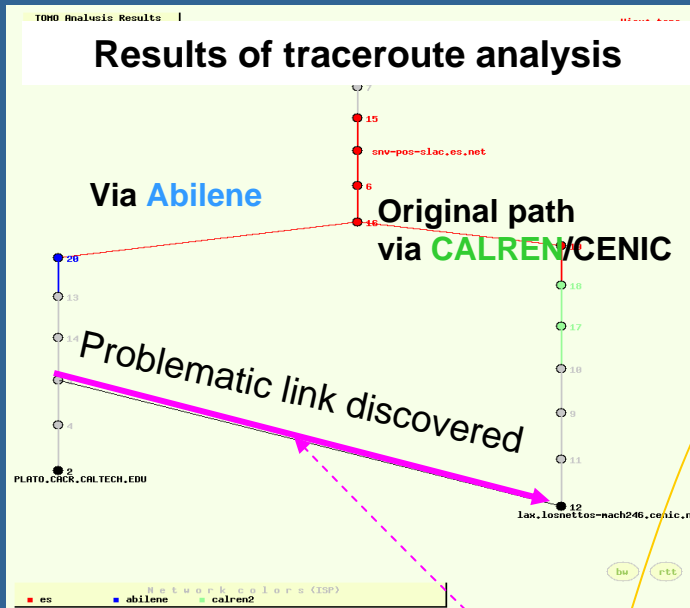 TOMO Analysis Results
Results of traceroute analysis
7
15
snv-pos-slac.es.net
6
16
Via Abilene
Original path
via CALREN/CENIC
20
13
18
14
17
Problematic link discovered
10
4
9
11
2
PLATO.CACR.CALTECH.EDU
12
lax.losnettos-mach246.cenic.n
bw
rtt
Network colors (ISP)
es
abilene
calren2